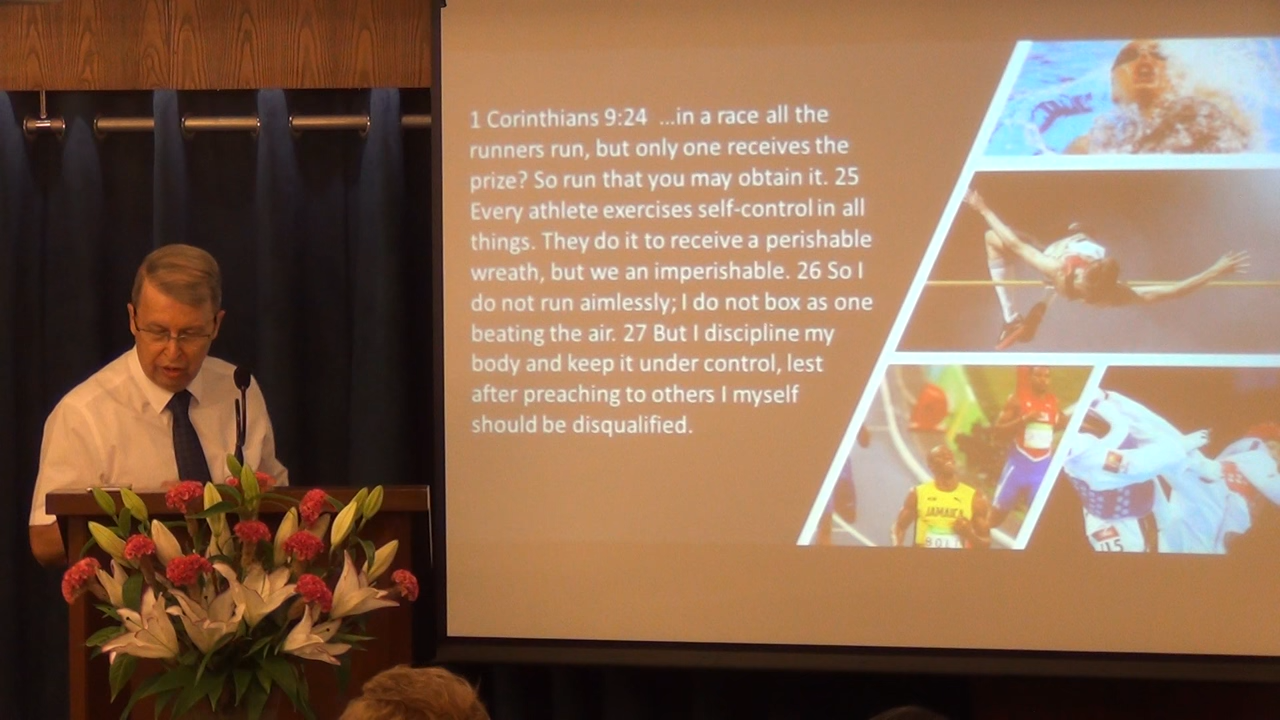 1 Corinthians 9:24 ...in a race all the
runners run, but only one receives the
prize? So run that you may obtain it. 25
Every athlete exercises self-control in all
things. They do it to receive a perishable
wreath, but we an imperishable. 26 So I
do not run aimlessly; I do not box as one
beating the air. 27 But I discipline my
body and keep it under control, lest
after preaching to others I myself
should be disqualified.
JAMAICA
BOLT